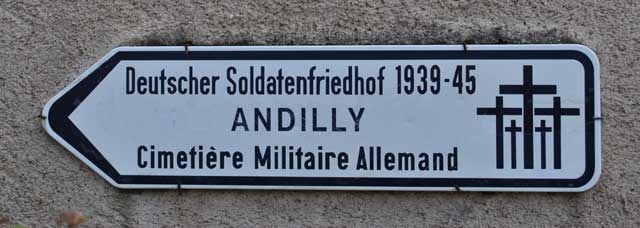 Deutscher Soldatenfriedhof 1939-45
ANDILLY
Cimetière Militaire Allemand